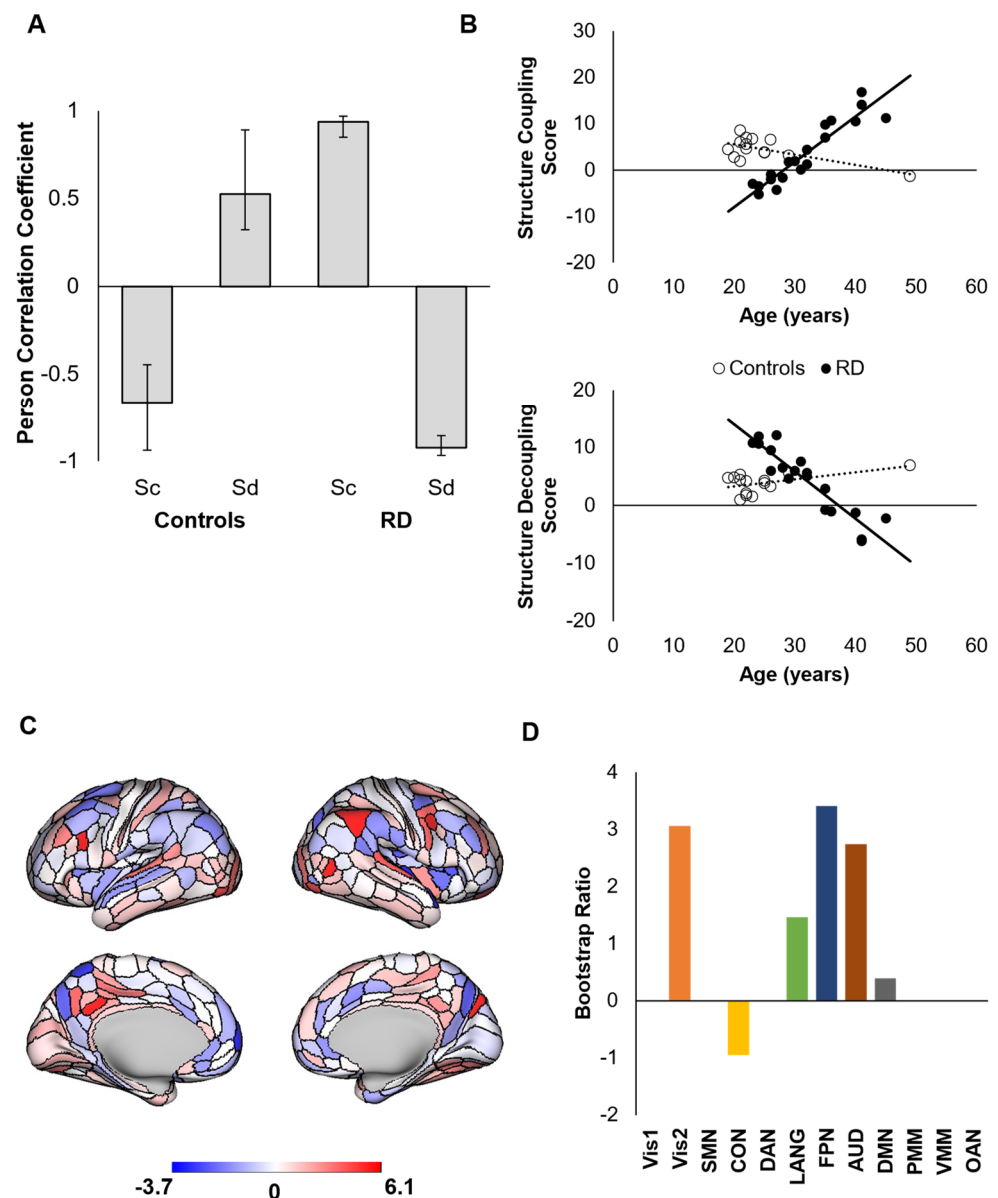 A
Person Correlation Coefficient
1
0.5
0
-0.5
-1
Sc Sd Sc Sd
Controls RD
B
Structure Coupling
Score
30
20
10
0
-10
-20
0 10 20 30 40 50 60
Age (years)
Controls RD
Structure Decoupling
Score
20
10
0
-10
-20
0 10 20 30 40 50 60
Age (years)
C
-3.7 0 6.1
D
Bootstrap Ratio
4
3
2
1
0
-1
-2
Vis1
Vis2
SMN
CON
DAN
LANG
FPN
AUD
DMN
PMM
VMM
OAN